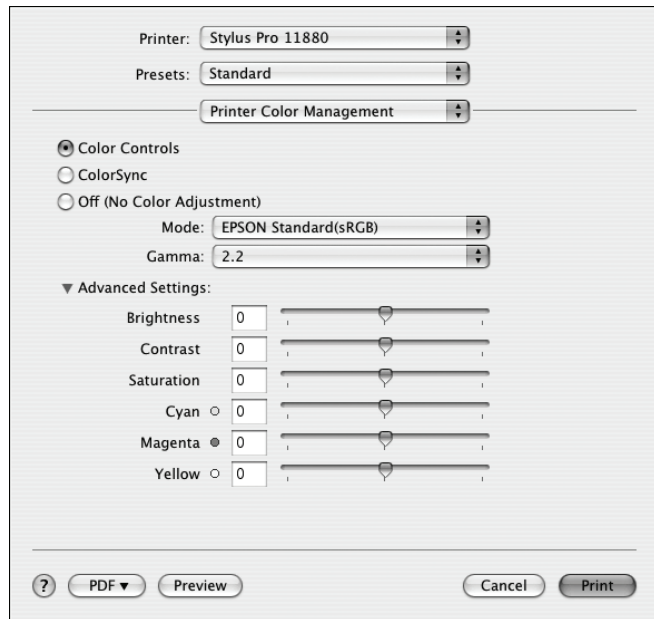 Printer: Stylus Pro 11880
Presets: Standard
Printer Color Management
Color Controls
ColorSync
Off (No Color Adjustment)
Mode: EPSON Standard(sRGB)
Gamma: 2.2
Advanced Settings:
Brightness 0
Contrast 0
Saturation 0
Cyan 0
Magenta 0
Yellow 0
? PDF Preview Cancel Print